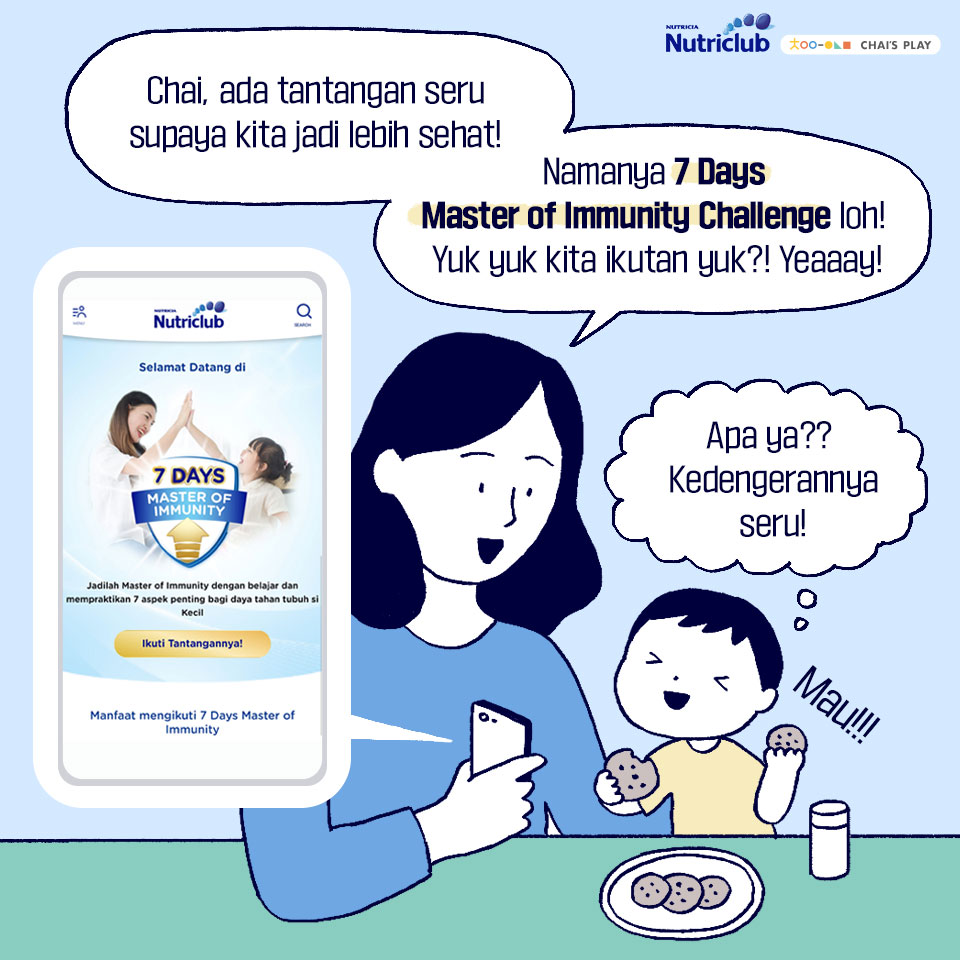 NUTRICIA
Nutriclub
CHAI'S PLAY
Chai, ada tantangan seru
supaya kita jadi lebih sehat!
Namanya 7 Days
Master of Immunity Challenge loh!
Yuk yuk kita ikutan yuk?! Yeaaay!
MENU
NUTRICIA
Nutriclub
SEARCH
Selamat Datang di
7 DAYS
MASTER OF
IMMUNITY
Jadilah Master of Immunity dengan belajar dan
mempraktikan 7 aspek penting bagi daya tahan tubuh si
Kecil
Ikuti Tantangannya!
Manfaat mengikuti 7 Days Master of
Immunity
Apa ya??
Kedengerannya
seru!
Mau!!!